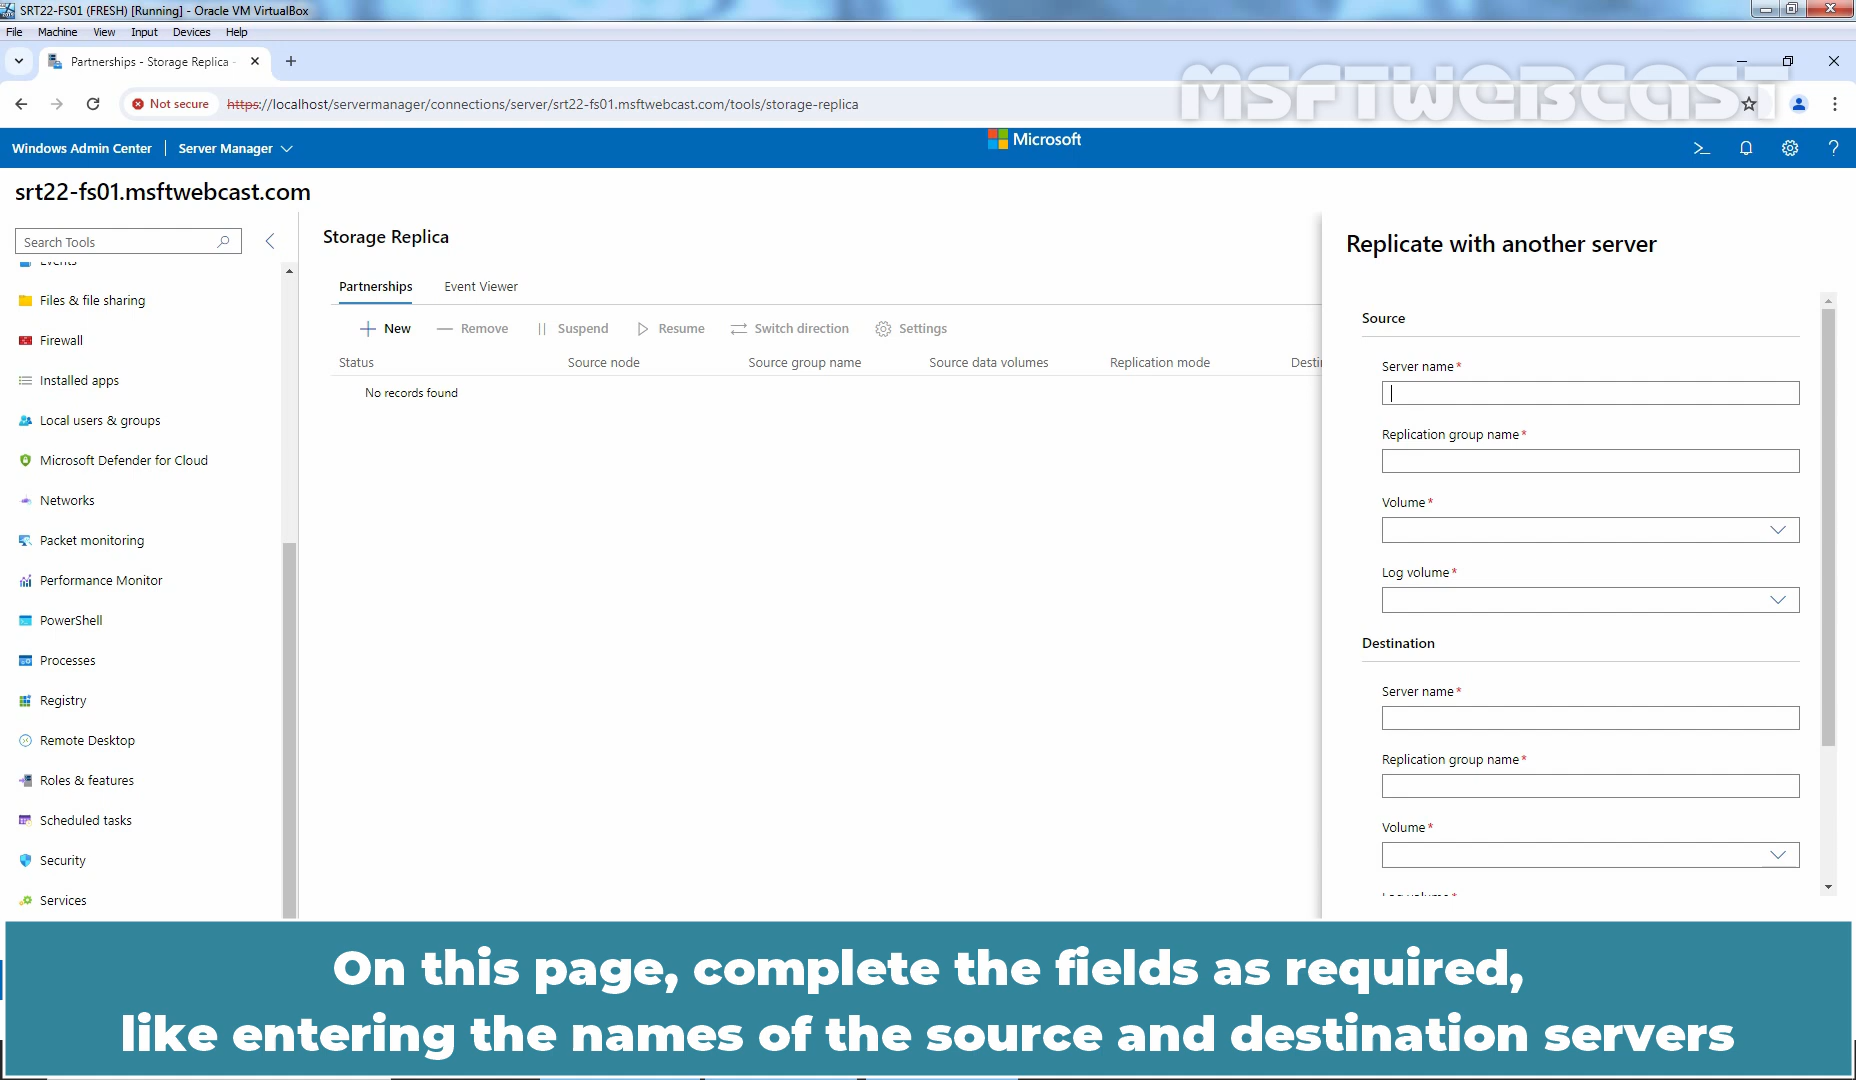 SRT22-FS01 (FRESH) [Running] - Oracle VM VirtualBox
File Machine View Input Devices Help
Partnerships - Storage Replica -
Not secure https://localhost/servermanager/connections/server/srt22-fs01.msftwebcast.com/tools/storage-replica
MSFTWEBCAST
Windows Admin Center Server Manager Microsoft
srt22-fs01.msftwebcast.com
Search Tools
Events
Files & file sharing
Firewall
Installed apps
Local users & groups
Microsoft Defender for Cloud
Networks
Packet monitoring
Performance Monitor
PowerShell
Processes
Registry
Remote Desktop
Roles & features
Scheduled tasks
Security
Services
Storage Replica
Partnerships Event Viewer
New Remove Suspend Resume Switch direction Settings
Status Source node Source group name Source data volumes Replication mode Desti
No records found
Replicate with another server
Source
Server name*
Replication group name*
Volume*
Log volume*
Destination
Server name*
Replication group name*
Volume*
Log volume*
On this page, complete the fields as required,
like entering the names of the source and destination servers